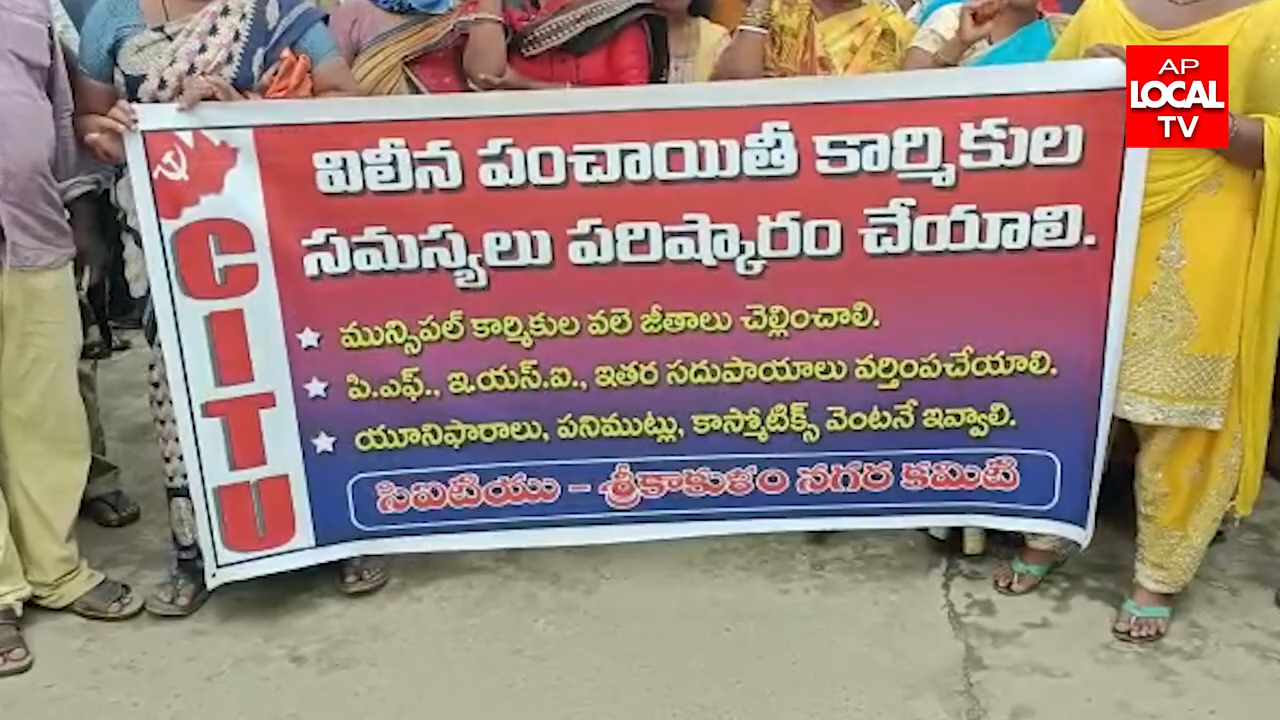 AP
LOCAL
TV
CITU
విలీన పంచాయితీ కార్మికుల
సమస్యలు పరిష్కారం చేయాలి.
మున్సిపల్ కార్మికుల వలె జీతాలు చెల్లించాలి.
పి.ఎఫ్., ఇ.యస్.ఐ., ఇతర సదుపాయాలు వర్తింపచేయాలి.
యూనిఫారాలు, పనిముట్లు, కాస్మోటిక్స్ వెంటనే ఇవ్వాలి.
సిఐటియు – శ్రీకాకుళం నగర కమిటీ